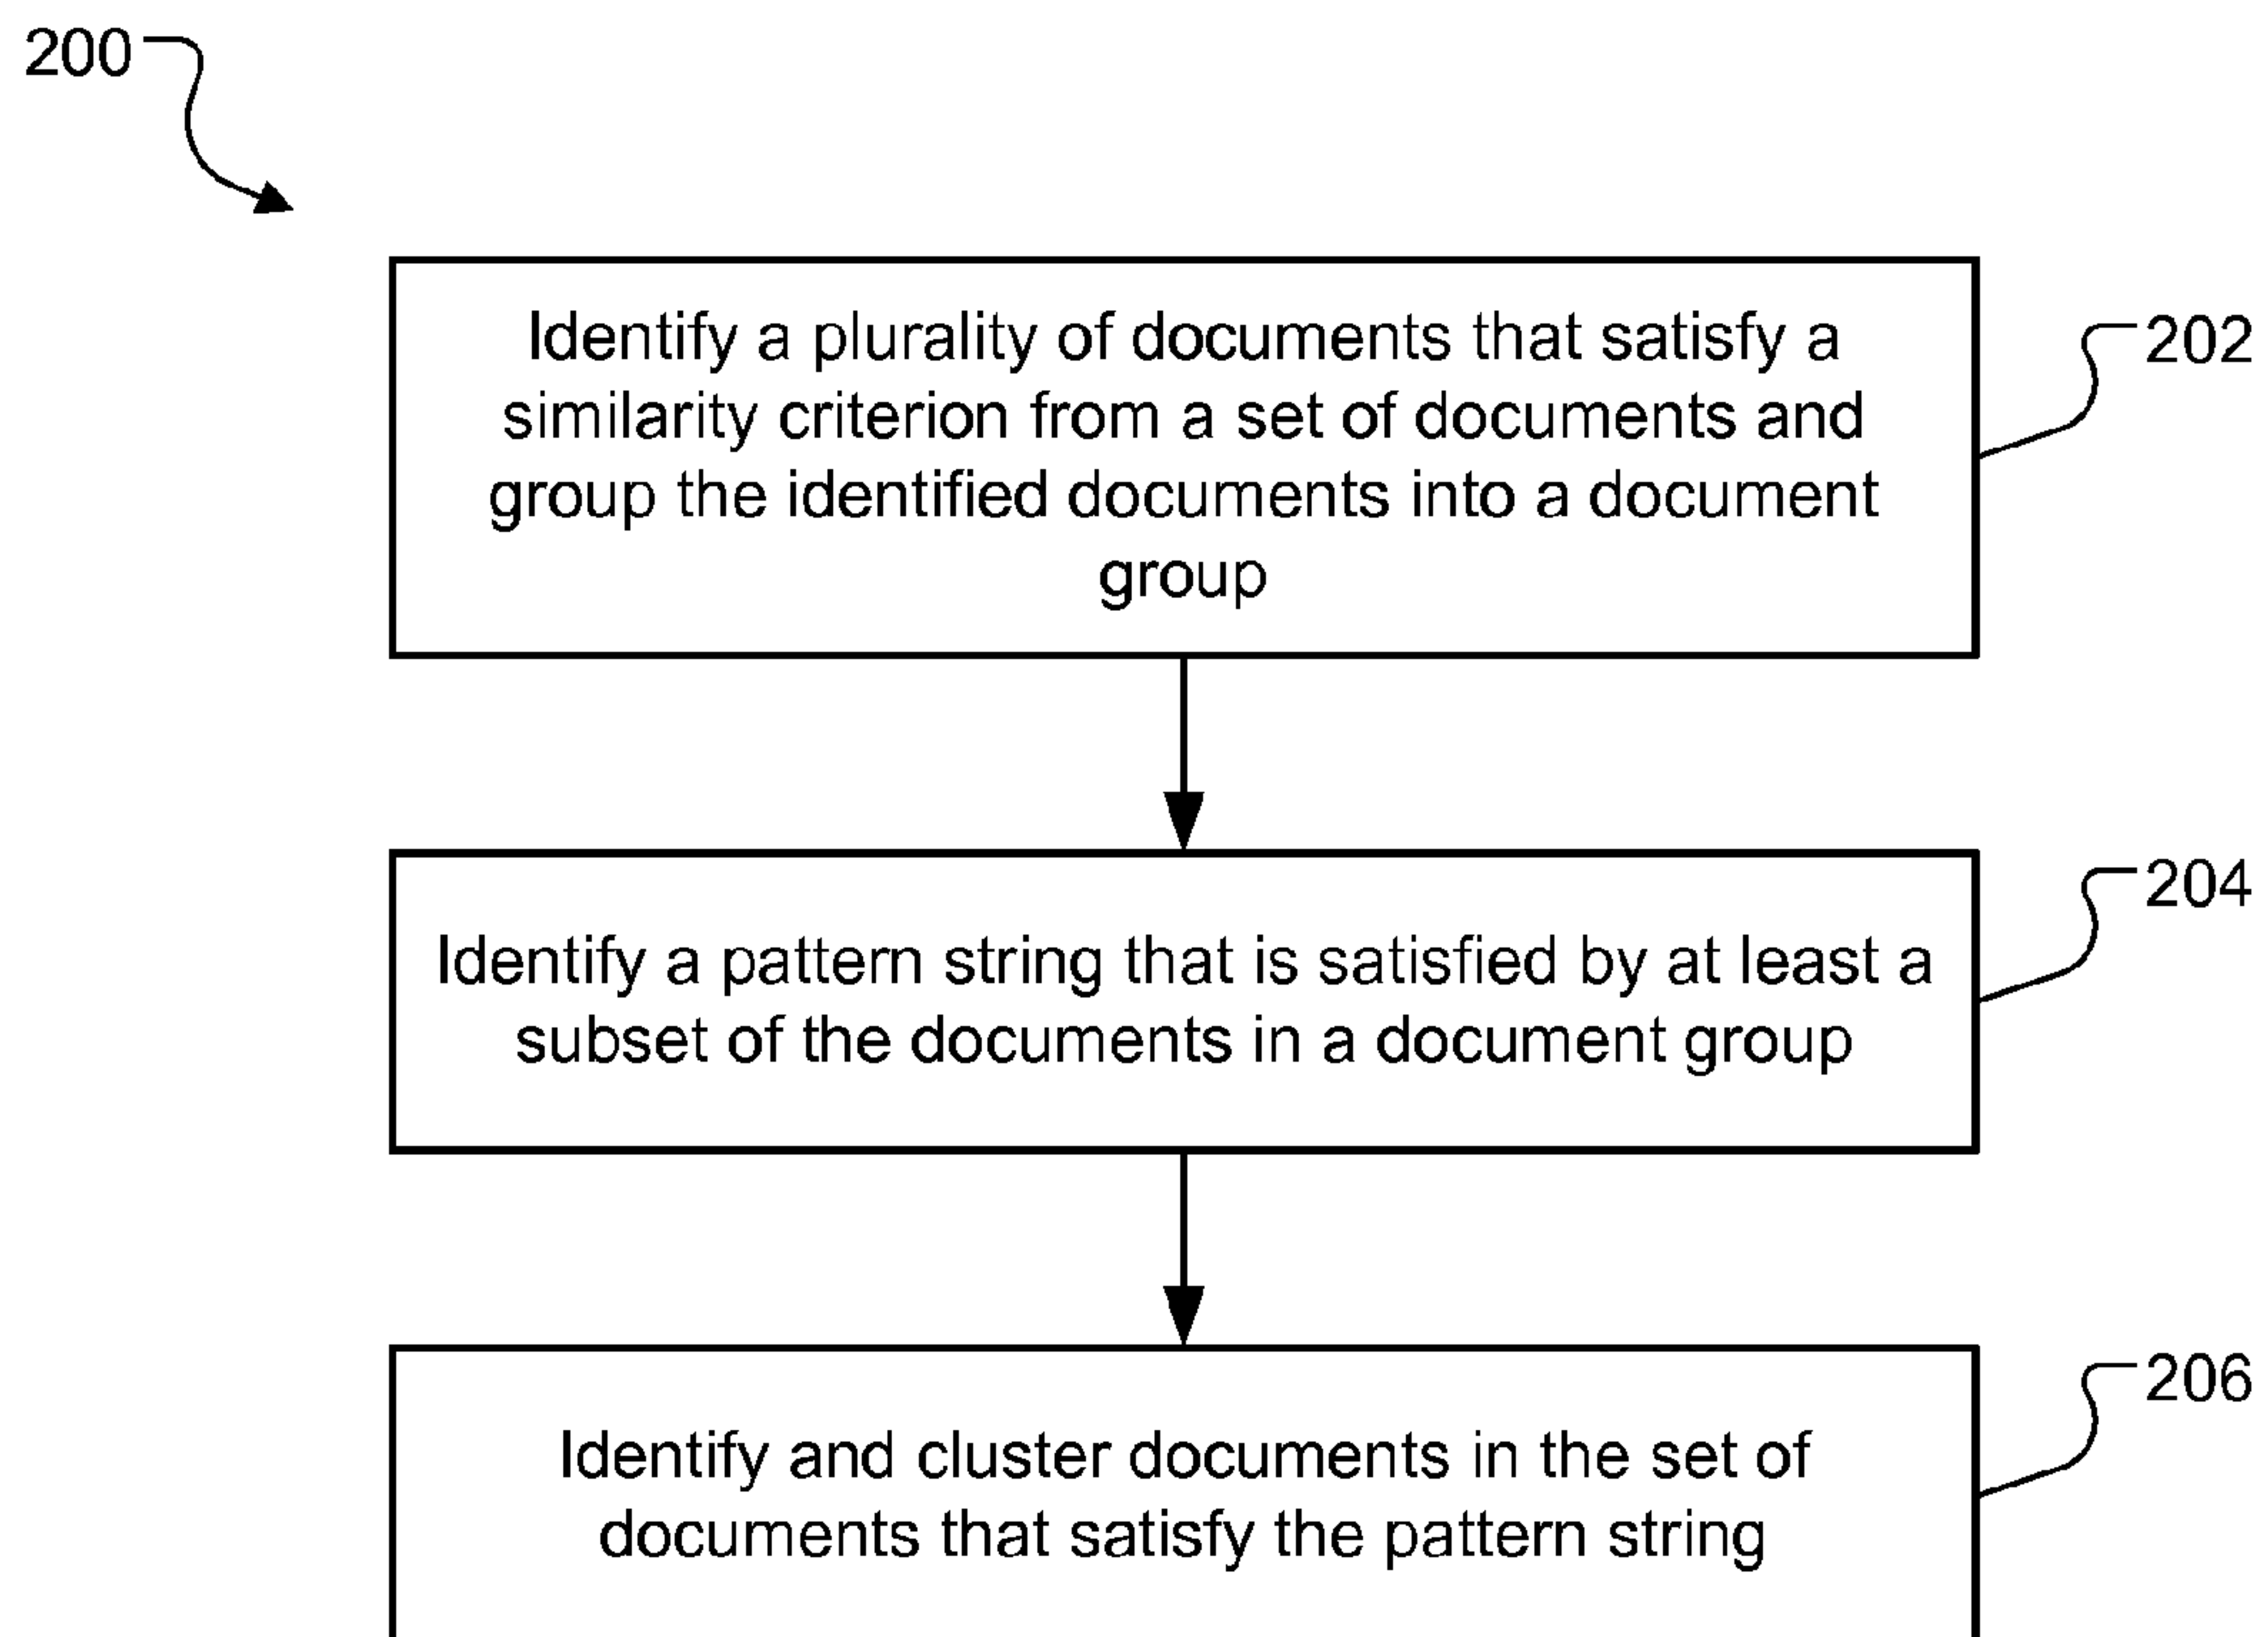 200
Identify a plurality of documents that satisfy a
similarity criterion from a set of documents and
group the identified documents into a document
group
202
Identify a pattern string that is satisfied by at least a
subset of the documents in a document group
204
Identify and cluster documents in the set of
documents that satisfy the pattern string
206